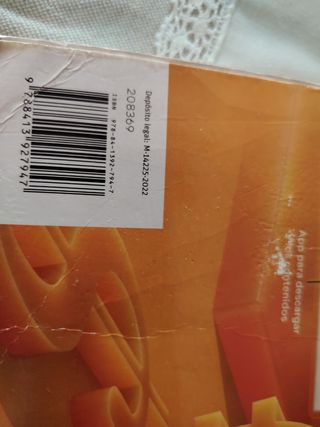 Depósito legal: M-14225-2022
208369
ISBN 978-84-1392-794-7
9 788413 927947
App para descargar
contenidos